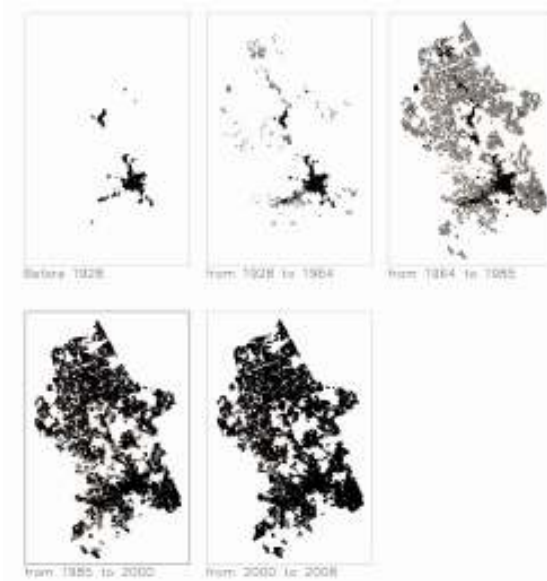 Before 1928
from 1928 to 1964
from 1964 to 1985
from 1985 to 2000
from 2000 to 2008